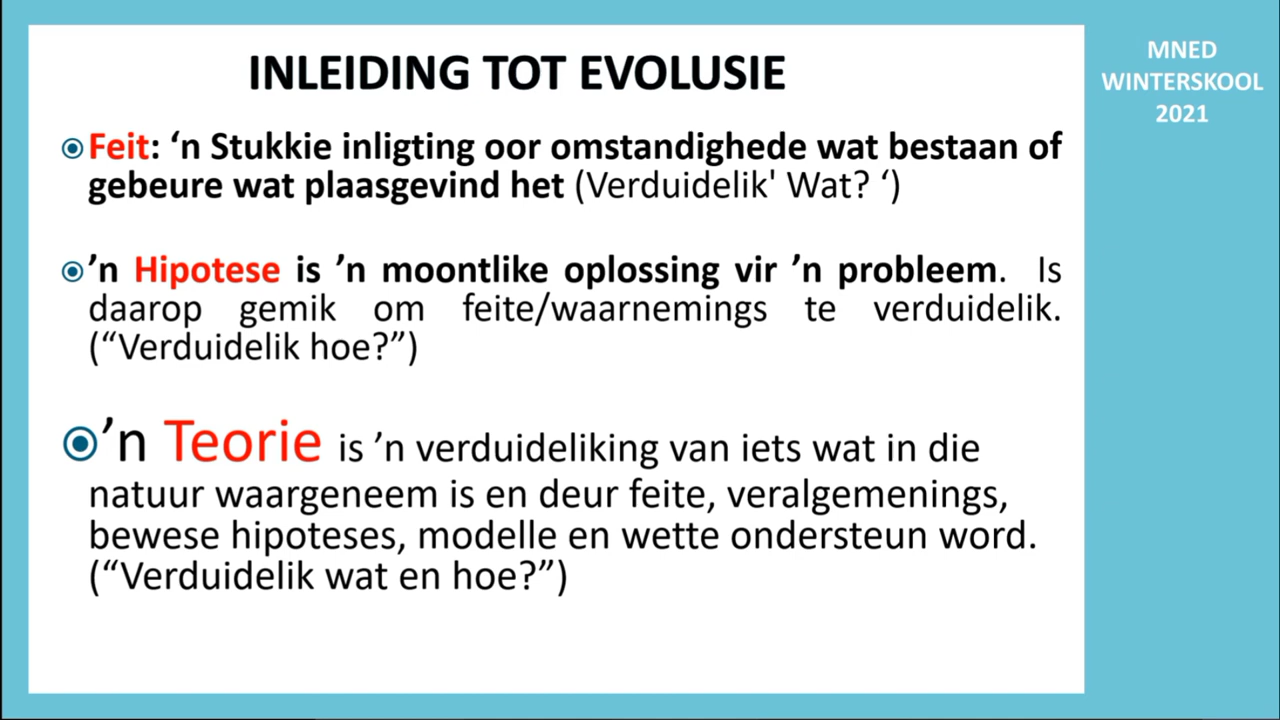 INLEIDING TOT EVOLUSIE
Feit: ‘n Stukkie inligting oor omstandighede wat bestaan of
gebeure wat plaasgevind het (Verduidelik' Wat? ‘)
’n Hipotese is ’n moontlike oplossing vir ’n probleem. Is
daarop gemik om feite/waarnemings te verduidelik.
(“Verduidelik hoe?”)
’n Teorie is ’n verduideliking van iets wat in die
natuur waargeneem is en deur feite, veralgemenings,
bewese hipoteses, modelle en wette ondersteun word.
(“Verduidelik wat en hoe?”)
MNED
WINTERSKOOL
2021